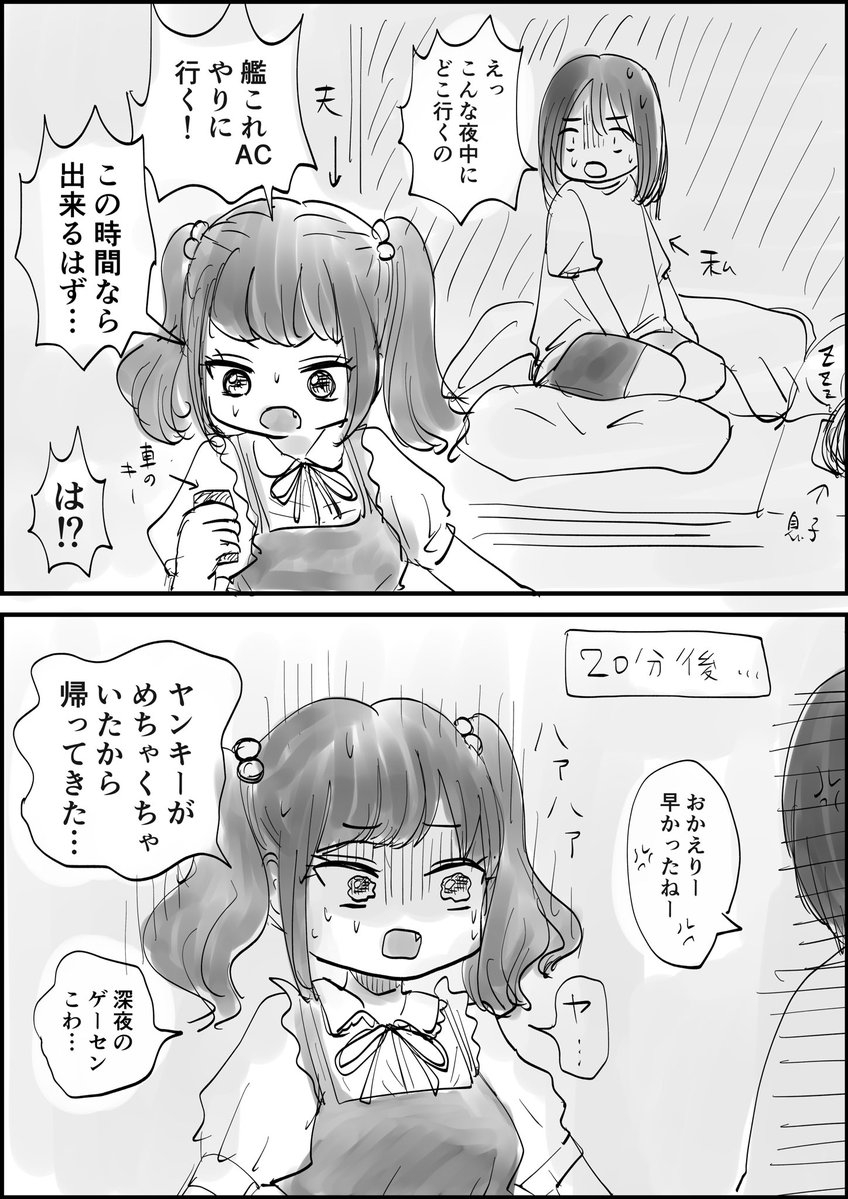 えっ
こんな夜中に
どこ行くの
私
夫
艦これ
AC
やりに
行く！
この時間なら
出来るはず…
車の
キー
は!?
zzz
息子
20分後…
おかえりー
早かったねー
ハァハァ
ヤンキーが
めちゃくちゃ
いたから
帰ってきた…
ヤ…
深夜の
ゲーセン
こわ…